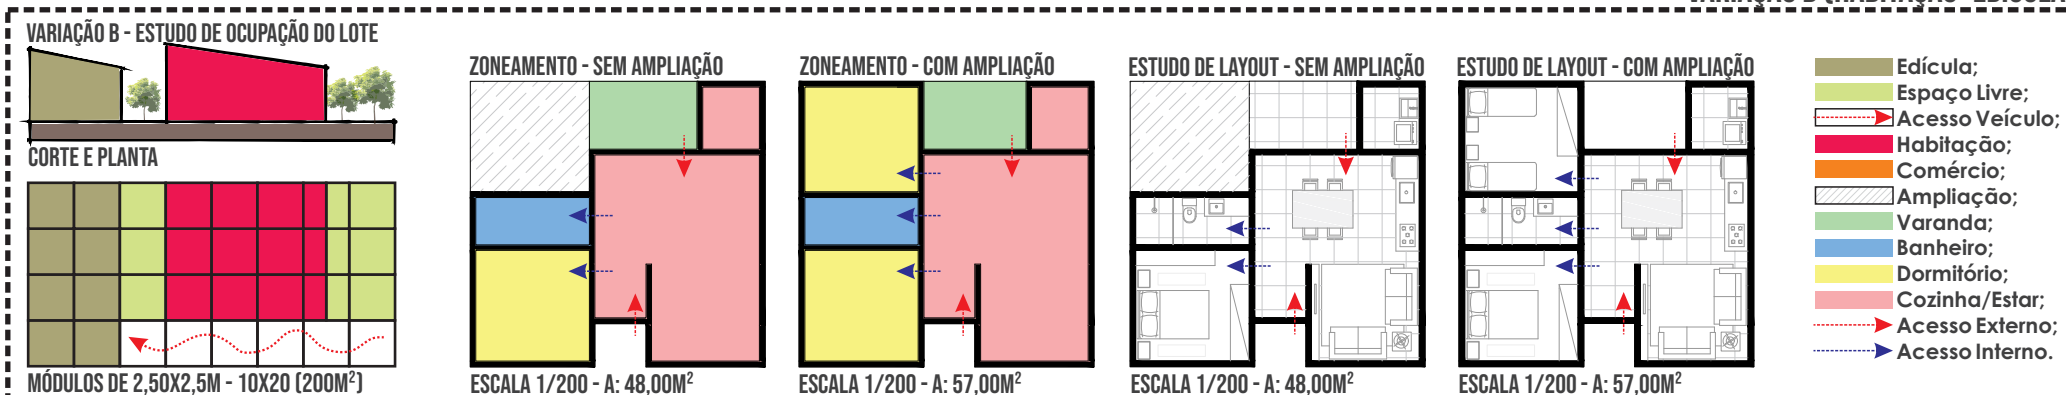 VARIAÇÃO B - ESTUDO DE OCUPAÇÃO DO LOTE
CORTE E PLANTA
MÓDULOS DE 2,50X2,5M - 10X20 (200M²)
ZONEAMENTO - SEM AMPLIAÇÃO
ESCALA 1/200 - A: 48,00M²
ZONEAMENTO - COM AMPLIAÇÃO
ESCALA 1/200 - A: 57,00M²
ESTUDO DE LAYOUT - SEM AMPLIAÇÃO
ESCALA 1/200 - A: 48,00M²
ESTUDO DE LAYOUT - COM AMPLIAÇÃO
ESCALA 1/200 - A: 57,00M²
Edícula;
Espaço Livre;
Acesso Veículo;
Habitação;
Comércio;
Ampliação;
Varanda;
Banheiro;
Dormitório;
Cozinha/Estar;
Acesso Externo;
Acesso Interno.